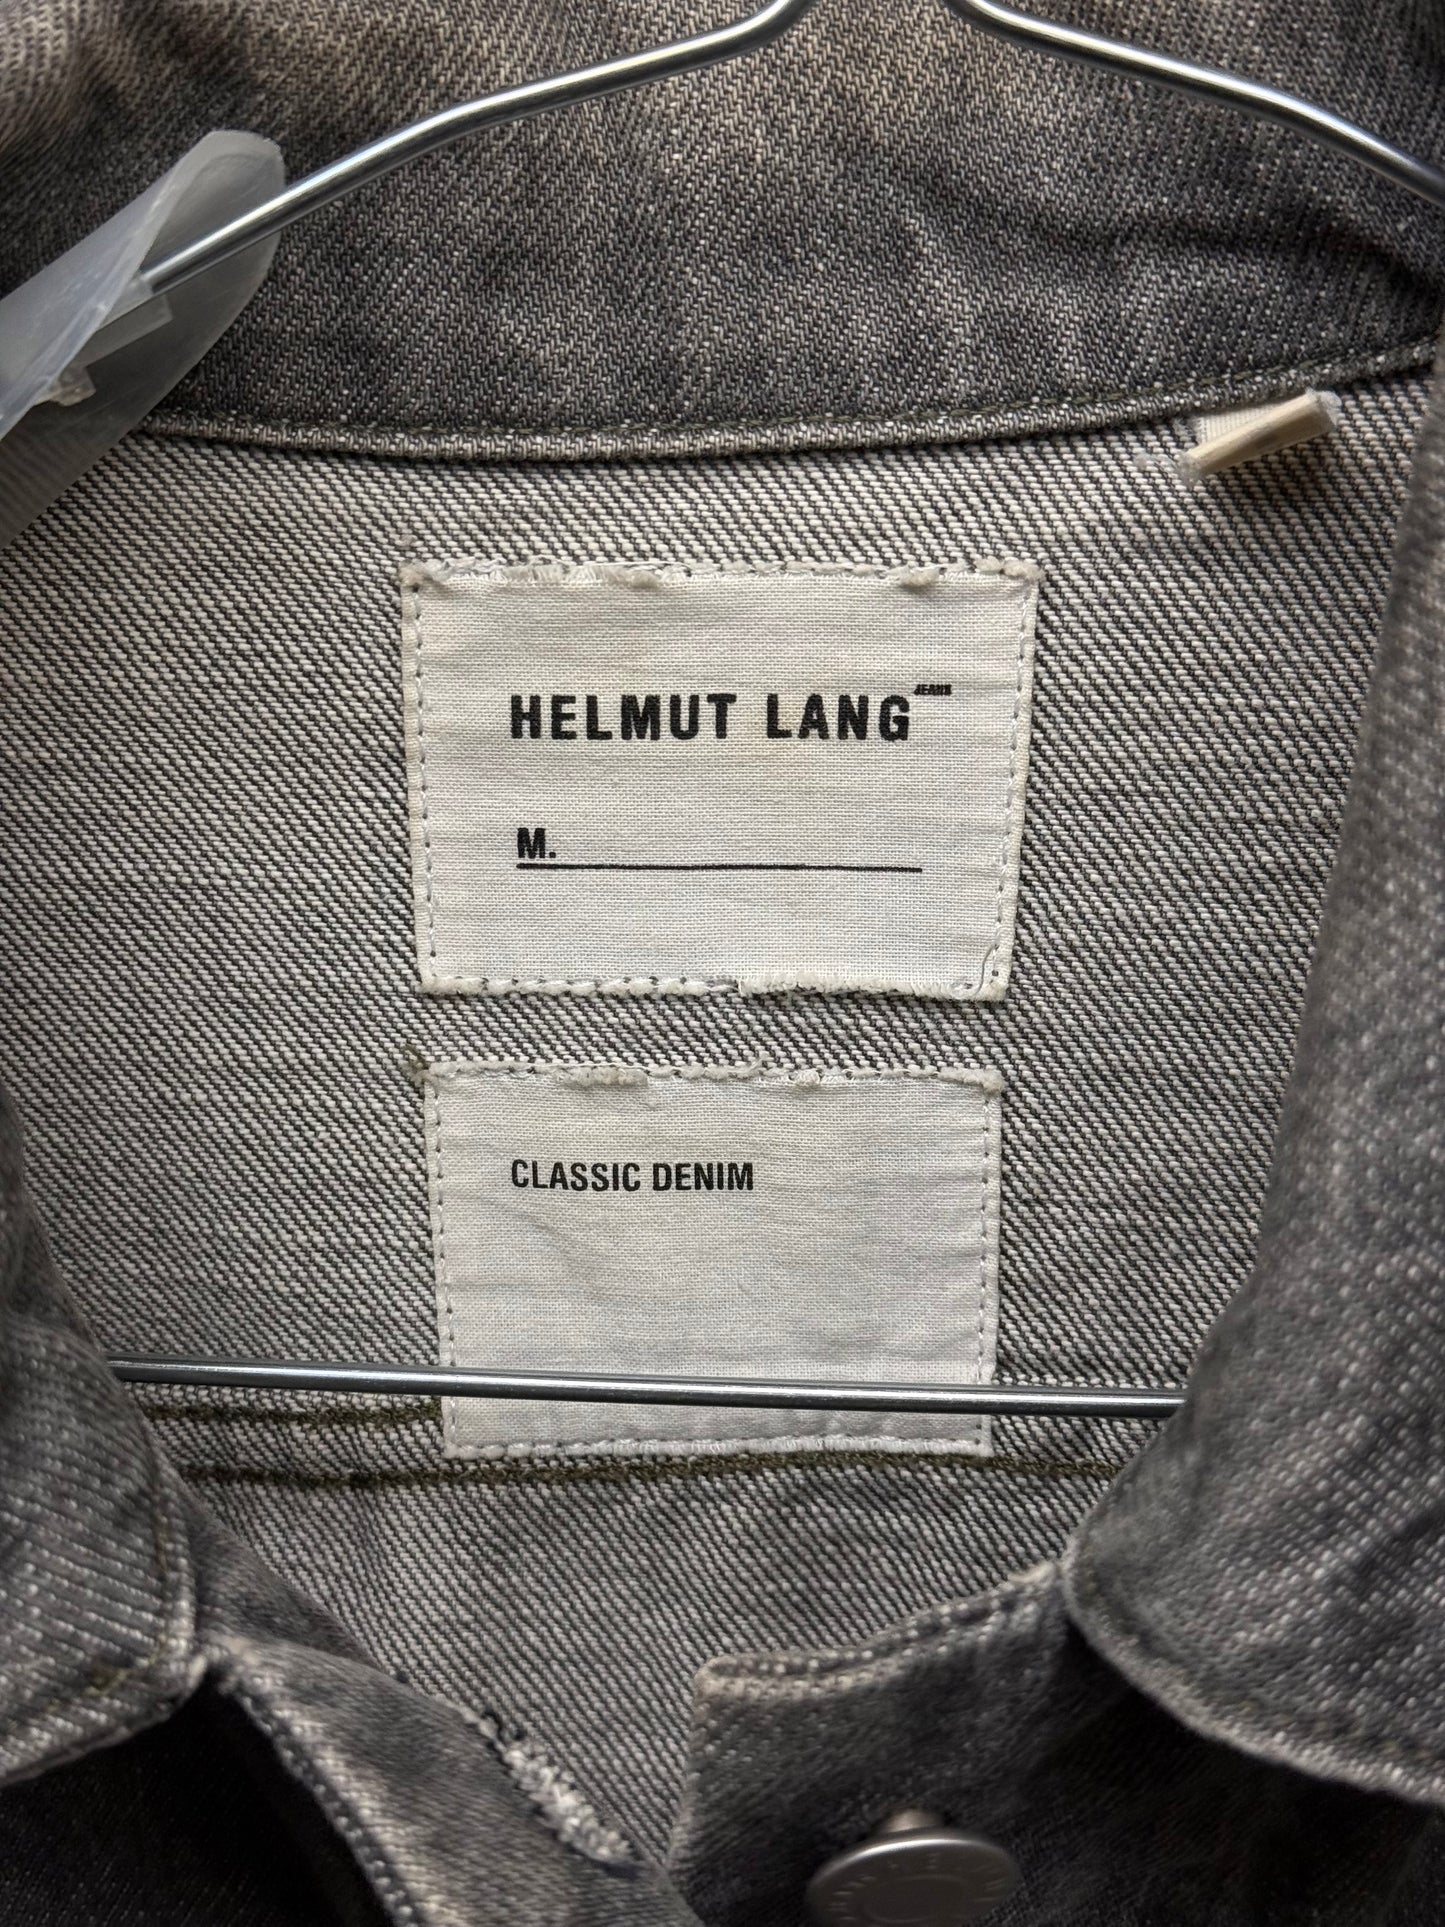 HELMUT LANG JEANS
M.
CLASSIC DENIM